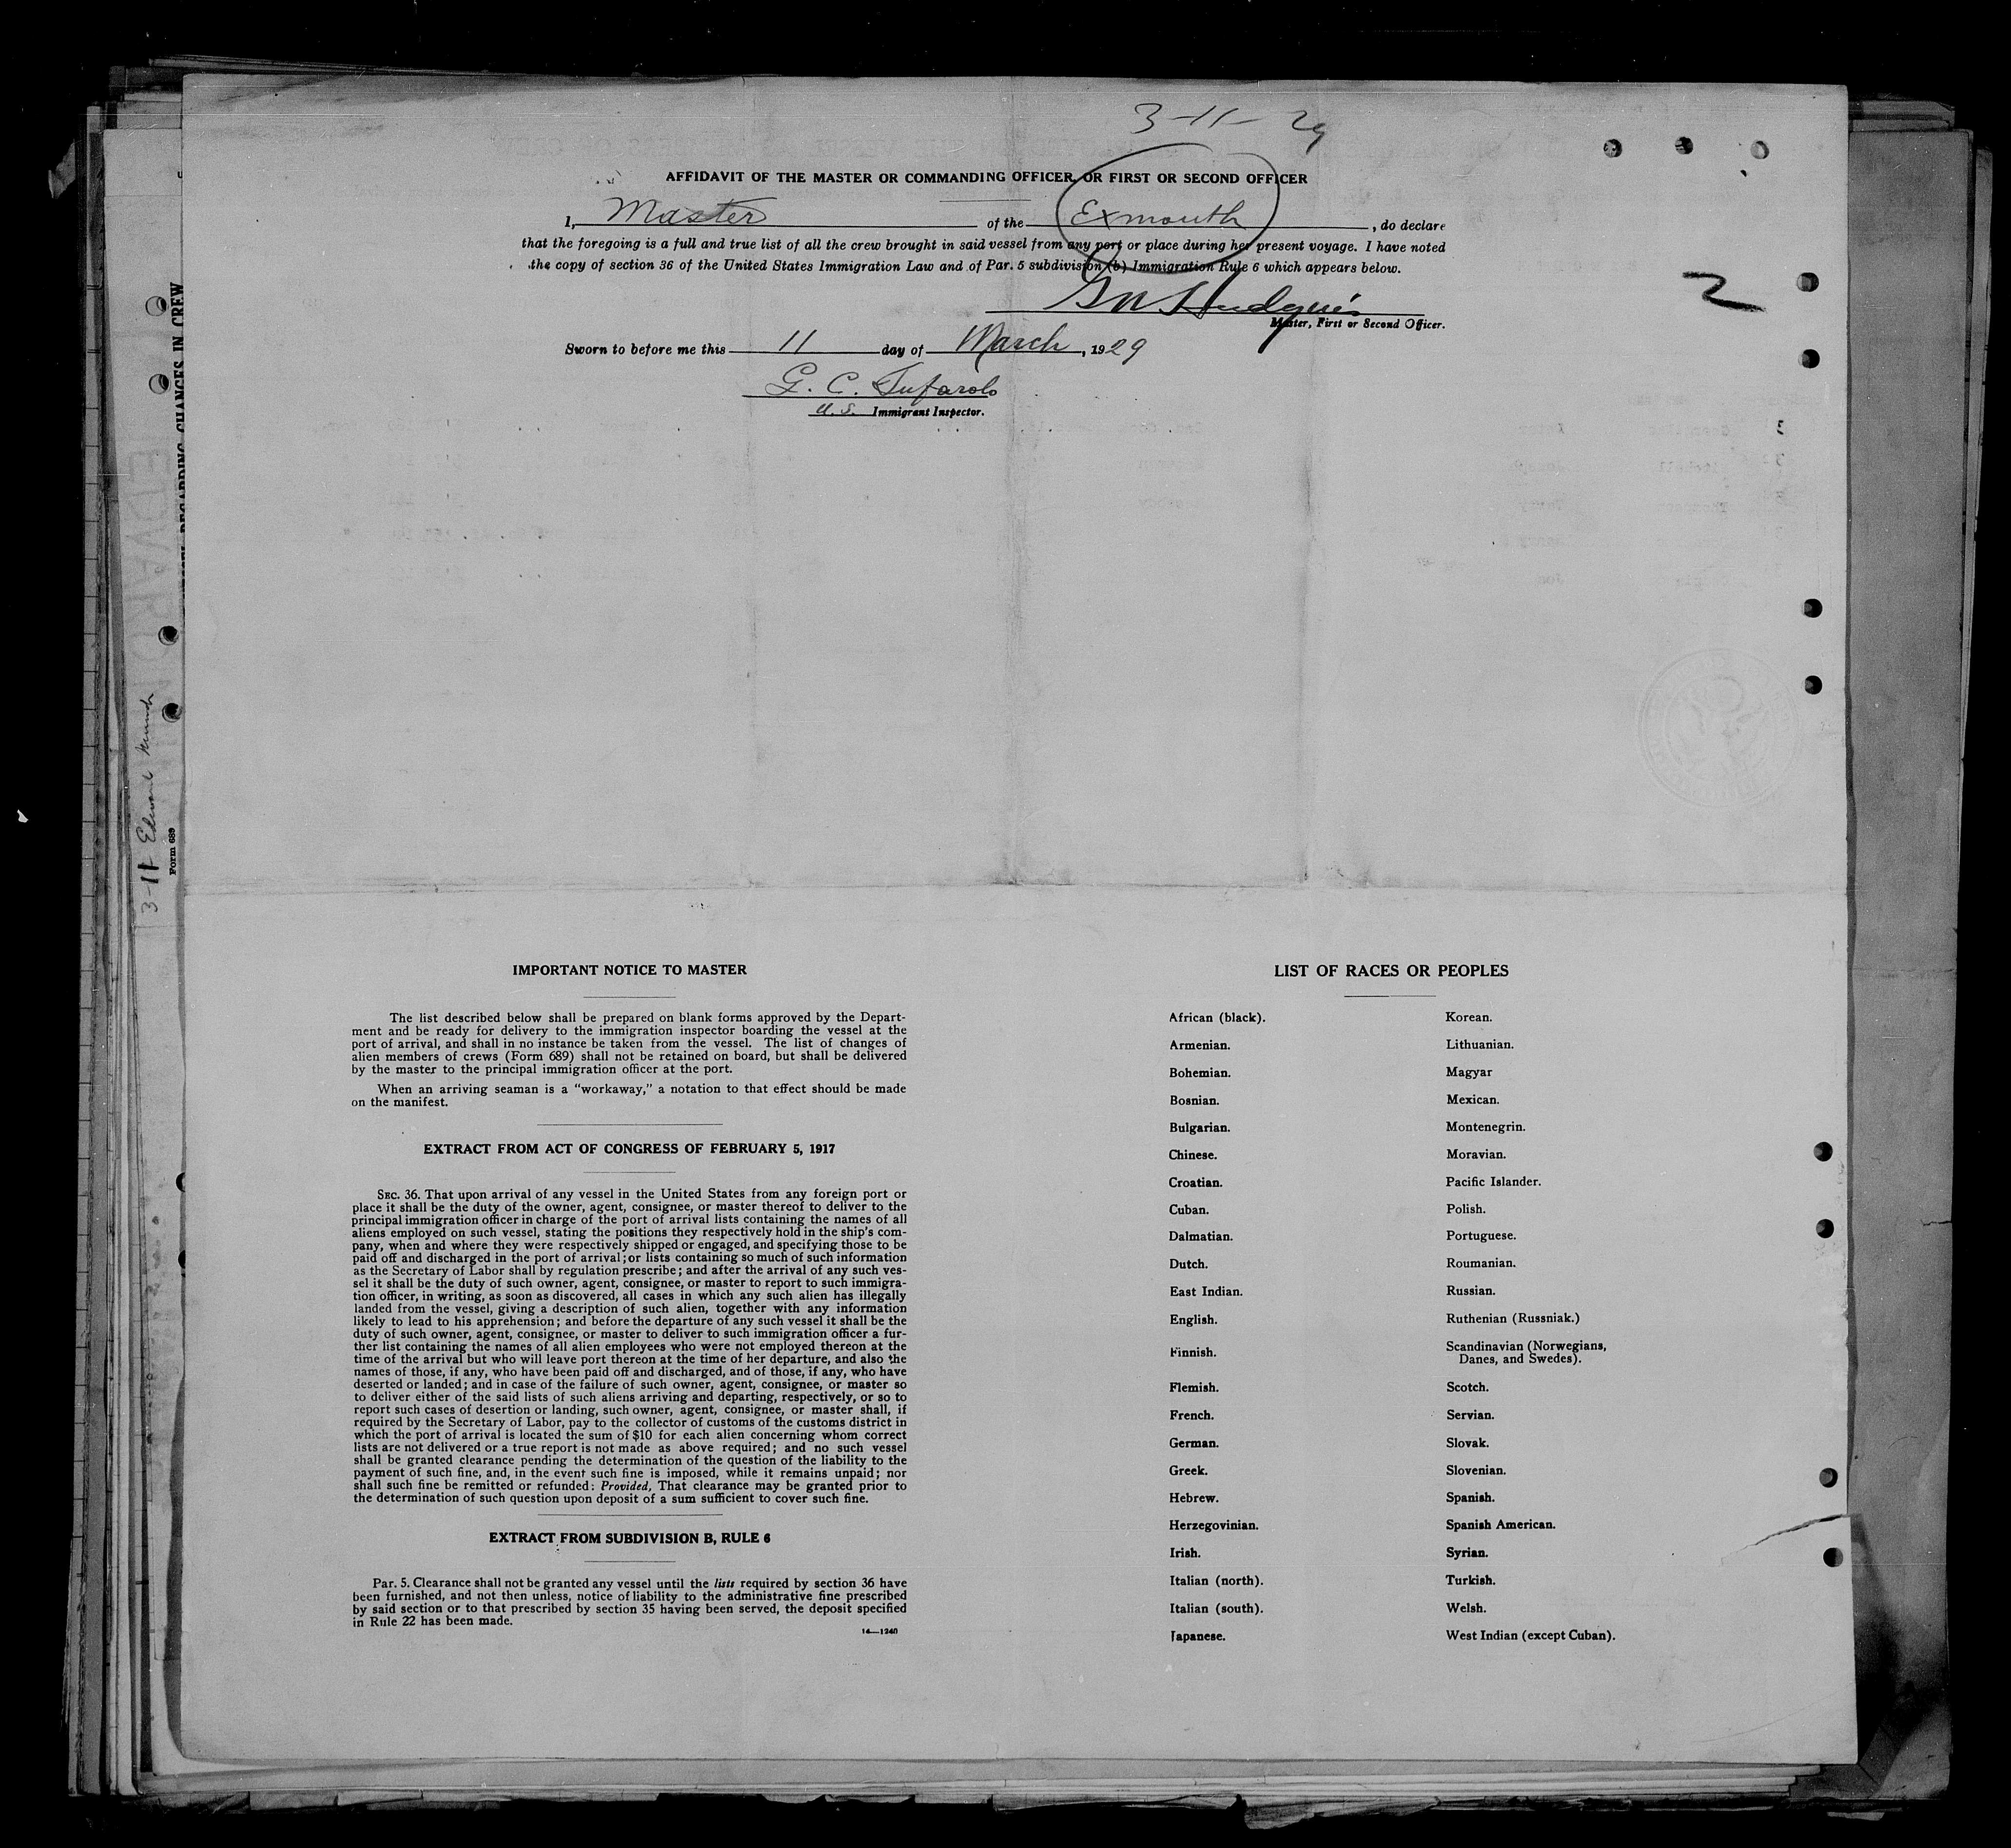 3-11-29
AFFIDAVIT OF THE MASTER OR COMMANDING OFFICER, OR FIRST OR SECOND OFFICER
I, Master of the Exmouth, do declare
that the foregoing is a full and true list of all the crew brought in said vessel from any port or place during her present voyage. I have noted
the copy of section 36 of the United States Immigration Law and of Par. 5 subdivision (b) Immigration Rule 6 which appears below.
2
Master, First or Second Officer.
Sworn to before me this 11 day of March, 1929
G. C. Tufarolo
U.S. Immigrant Inspector.
REGARDING CHANGES IN CREW
Form 689
3-11 Edward
IMPORTANT NOTICE TO MASTER
The list described below shall be prepared on blank forms approved by the Depart-
ment and be ready for delivery to the immigration inspector boarding the vessel at the
port of arrival, and shall in no instance be taken from the vessel. The list of changes of
alien members of crews (Form 689) shall not be retained on board, but shall be delivered
by the master to the principal immigration officer at the port.
When an arriving seaman is a "workaway," a notation to that effect should be made
on the manifest.
EXTRACT FROM ACT OF CONGRESS OF FEBRUARY 5, 1917
SEC. 36. That upon arrival of any vessel in the United States from any foreign port or
place it shall be the duty of the owner, agent, consignee, or master thereof to deliver to the
principal immigration officer in charge of the port of arrival lists containing the names of all
aliens employed on such vessel, stating the positions they respectively hold in the ship's com-
pany, when and where they were respectively shipped or engaged, and specifying those to be
paid off and discharged in the port of arrival; or lists containing so much of such information
as the Secretary of Labor shall by regulation prescribe; and after the arrival of any such ves-
sel it shall be the duty of such owner, agent, consignee, or master to report to such immigra-
tion officer, in writing, as soon as discovered, all cases in which any such alien has illegally
landed from the vessel, giving a description of such alien, together with any information
likely to lead to his apprehension; and before the departure of any such vessel it shall be the
duty of such owner, agent, consignee, or master to deliver to such immigration officer a fur-
ther list containing the names of all alien employees who were not employed thereon at the
time of the arrival but who will leave port thereon at the time of her departure, and also the
names of those, if any, who have been paid off and discharged, and of those, if any, who have
deserted or landed; and in case of the failure of such owner, agent, consignee, or master so
to deliver either of the said lists of such aliens arriving and departing, respectively, or so to
report such cases of desertion or landing, such owner, agent, consignee, or master shall, if
required by the Secretary of Labor, pay to the collector of customs of the customs district in
which the port of arrival is located the sum of $10 for each alien concerning whom correct
lists are not delivered or a true report is not made as above required; and no such vessel
shall be granted clearance pending the determination of the question of the liability to the
payment of such fine, and, in the event such fine is imposed, while it remains unpaid; nor
shall such fine be remitted or refunded: Provided, That clearance may be granted prior to
the determination of such question upon deposit of a sum sufficient to cover such fine.
EXTRACT FROM SUBDIVISION B, RULE 6
Par. 5. Clearance shall not be granted any vessel until the lists required by section 36 have
been furnished, and not then unless, notice of liability to the administrative fine prescribed
by said section or to that prescribed by section 35 having been served, the deposit specified
in Rule 22 has been made.
14—1240
LIST OF RACES OR PEOPLES
African (black).
Armenian.
Bohemian.
Bosnian.
Bulgarian.
Chinese.
Croatian.
Cuban.
Dalmatian.
Dutch.
East Indian.
English.
Finnish.
Flemish.
French.
German.
Greek.
Hebrew.
Herzegovinian.
Irish.
Italian (north).
Italian (south).
Japanese.
Korean.
Lithuanian.
Magyar
Mexican.
Montenegrin.
Moravian.
Pacific Islander.
Polish.
Portuguese.
Roumanian.
Russian.
Ruthenian (Russniak.)
Scandinavian (Norwegians,
Danes, and Swedes).
Scotch.
Servian.
Slovak.
Slovenian.
Spanish.
Spanish American.
Syrian.
Turkish.
Welsh.
West Indian (except Cuban).